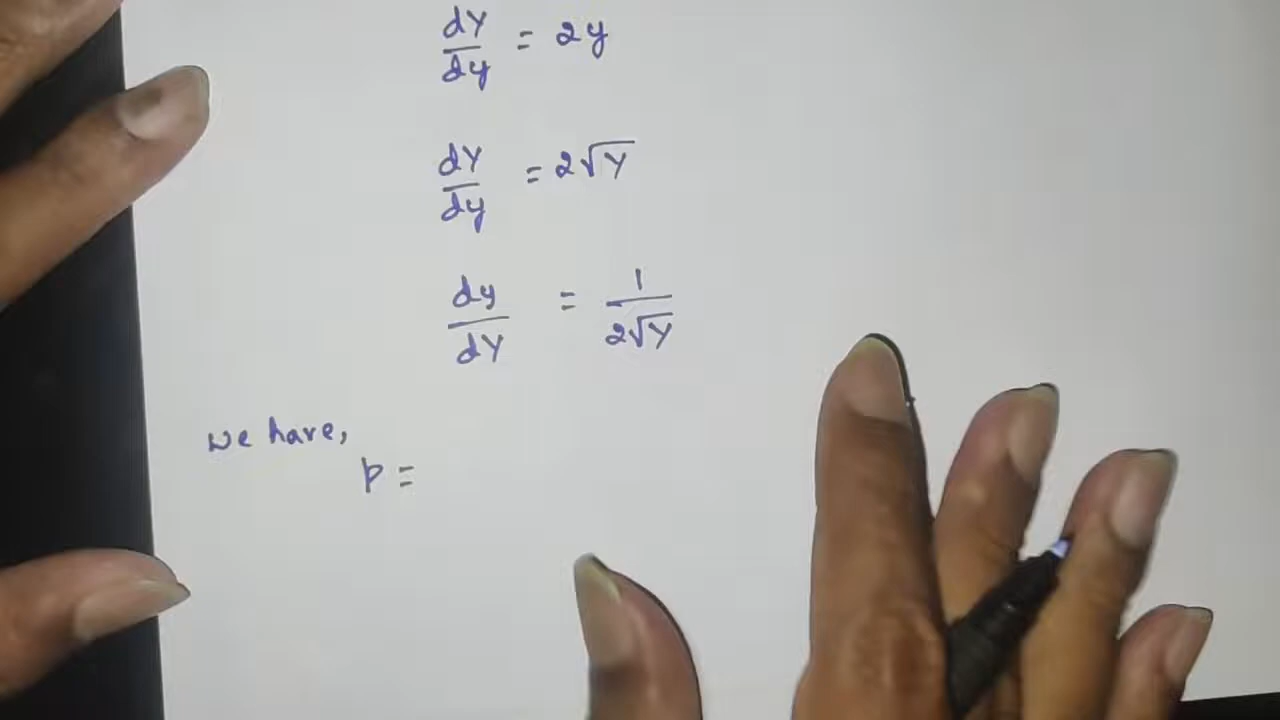 dY/dy = 2y
dY/dy = 2√Y
dy/dY = 1/2√Y
We have,
p =